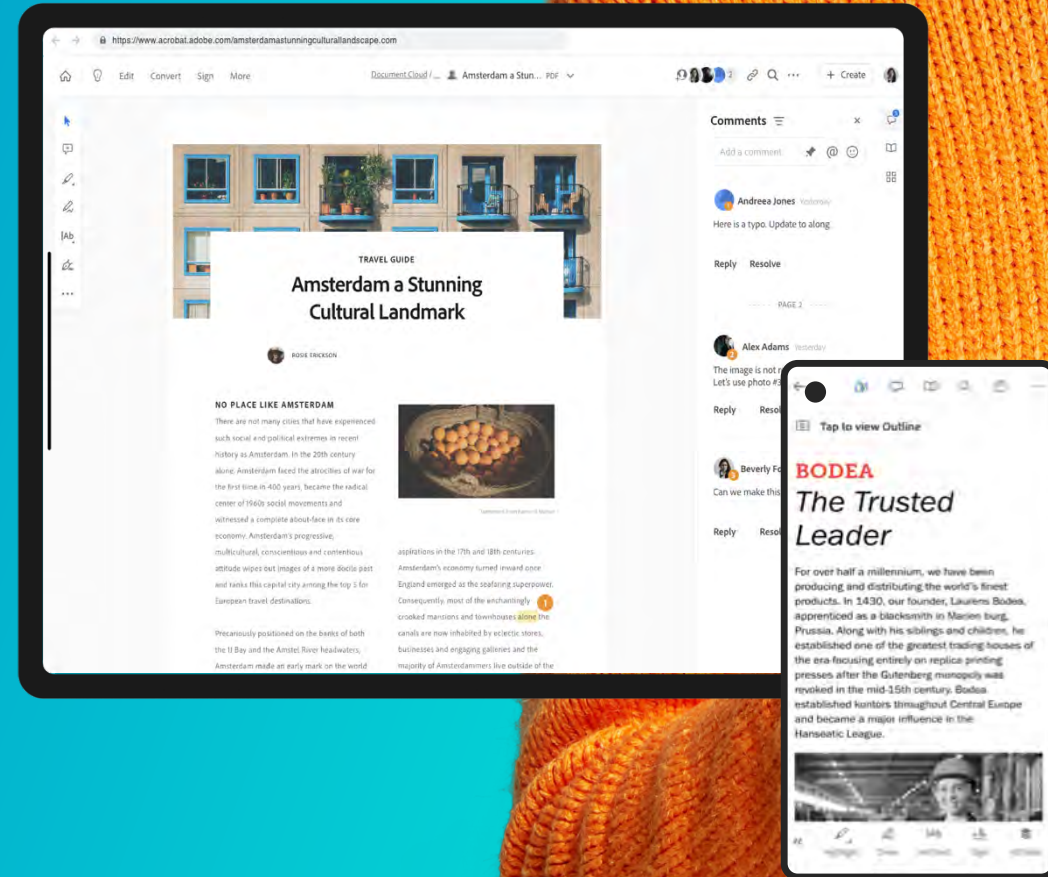 https://www.acrobat.adobe.com/amsterdamastunningculturallandscape.com
Edit Convert Sign More
Document Cloud / ... Amsterdam a Stun... PDF
2
+ Create
Comments
Add a comment
Andreea Jones Yesterday
Here is a typo. Update to along
Reply Resolve
PAGE 2
2
Alex Adams Yesterday
The image is not
Let's use photo #3
Reply Resol
3
Beverly Fo
Can we make this
Reply Resol
TRAVEL GUIDE
Amsterdam a Stunning
Cultural Landmark
NO PLACE LIKE AMSTERDAM
There are not many cities that have experienced
such social and political extremes in recent
history as Amsterdam. In the 20th century
alone, Amsterdam faced the atrocities of war for
the first time in 400 years, became the radical
center of 1960s social movements and
witnessed a complete about-face in its core
economy. Amsterdam's progressive,
multicultural, conscientious and contentious
attitude wipes out images of a more docile past
and ranks this capital city among the top 5 for
European travel destinations.
Precariously positioned on the banks of both
the IJ Bay and the Amstel River headwaters,
Amsterdam made an early mark on the world
aspirations in the 17th and 18th centuries.
Amsterdam's economy turned inward once
England emerged as the seafaring superpower.
Consequently, most of the enchantingly
1
crooked mansions and townhouses alone the
canals are now inhabited by eclectic stores,
businesses and engaging galleries and the
majority of Amsterdammers live outside of the
Tap to view Outline
BODEA
The Trusted
Leader
For over half a millennium, we have been
producing and distributing the world's finest
products. In 1430, our founder, Laurens Bodea,
apprenticed as a blacksmith in Marien burg,
Prussia. Along with his siblings and children, he
established one of the greatest trading houses of
the era focusing entirely on replica printing
presses after the Gutenberg monopoly was
revoked in the mid-15th century. Bodea
established kontors throughout Central Europe
and became a major influence in the
Hanseatic League.